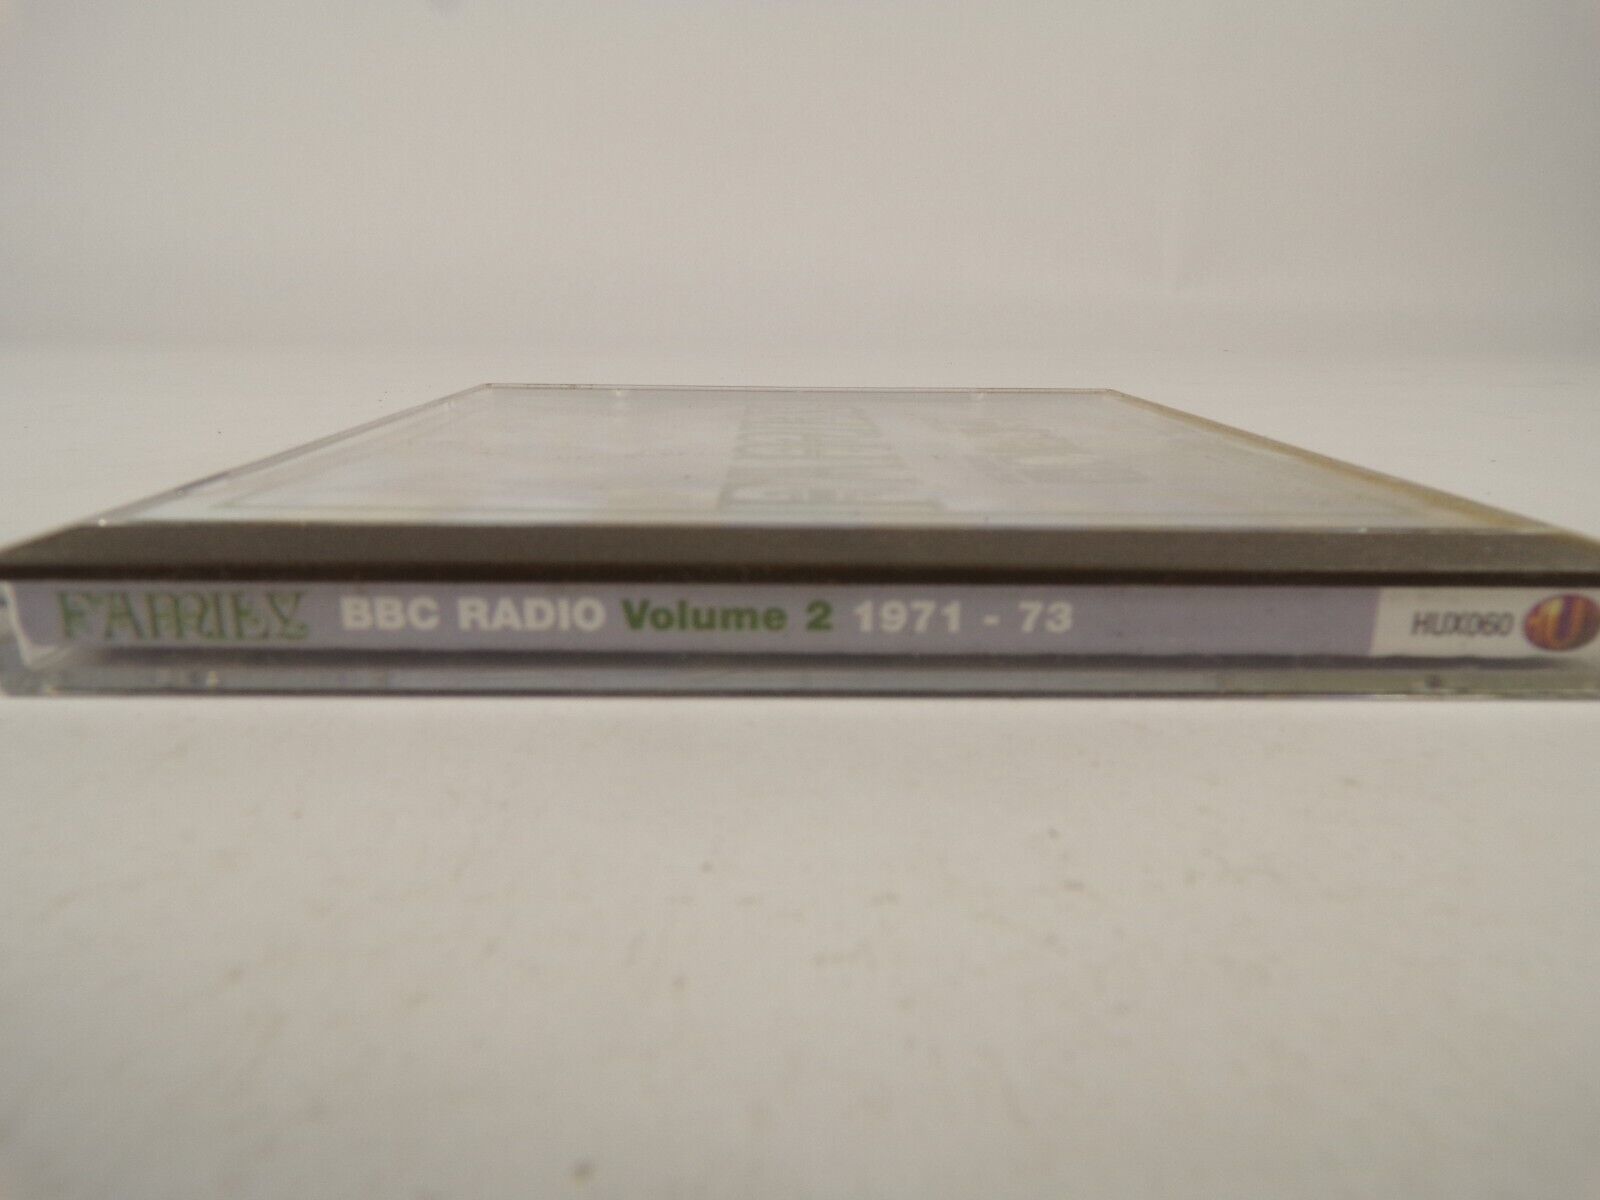 FAMILY BBC RADIO Volume 2 1971 - 73 HUX060